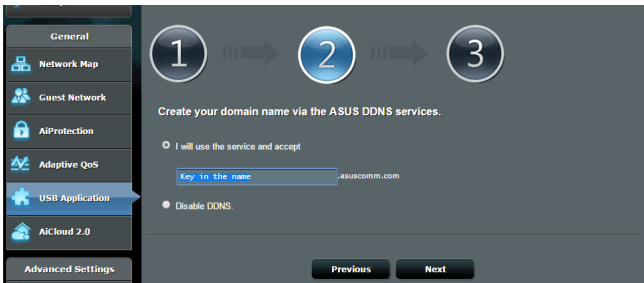 General
Network Map
Guest Network
AiProtection
Adaptive QoS
USB Application
AiCloud 2.0
Advanced Settings
1
2
3
Create your domain name via the ASUS DDNS services.
I will use the service and accept
Key in the name .asuscomm.com
Disable DDNS.
Previous Next